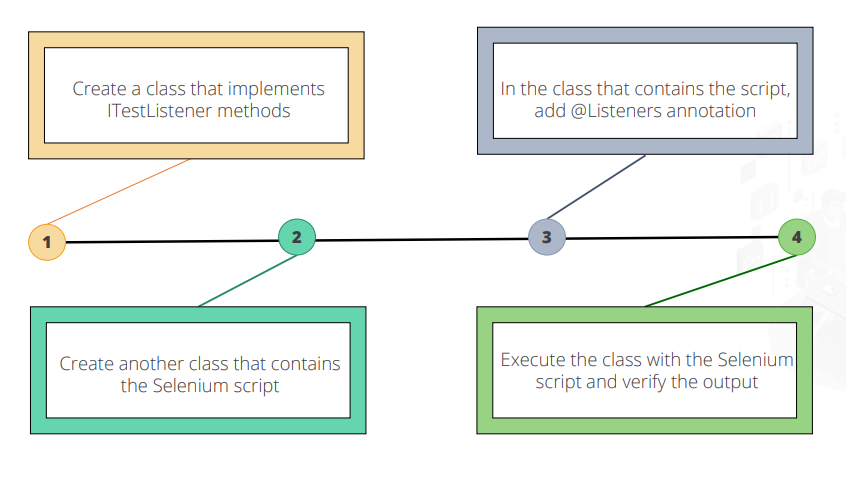 Create a class that implements
ITestListener methods
In the class that contains the script,
add @Listeners annotation
1
2
3
4
Create another class that contains
the Selenium script
Execute the class with the Selenium
script and verify the output